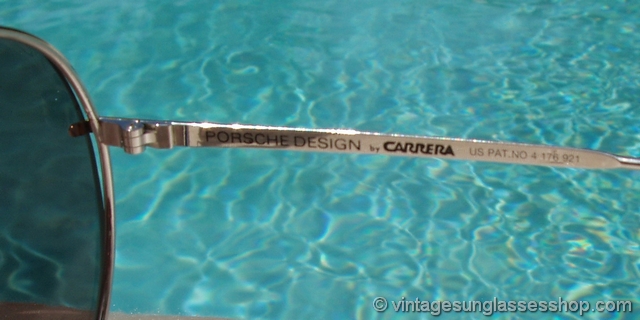 PORSCHE DESIGN by CARRERA US PAT.NO 4 176 921
© vintagesunglassesshop.com